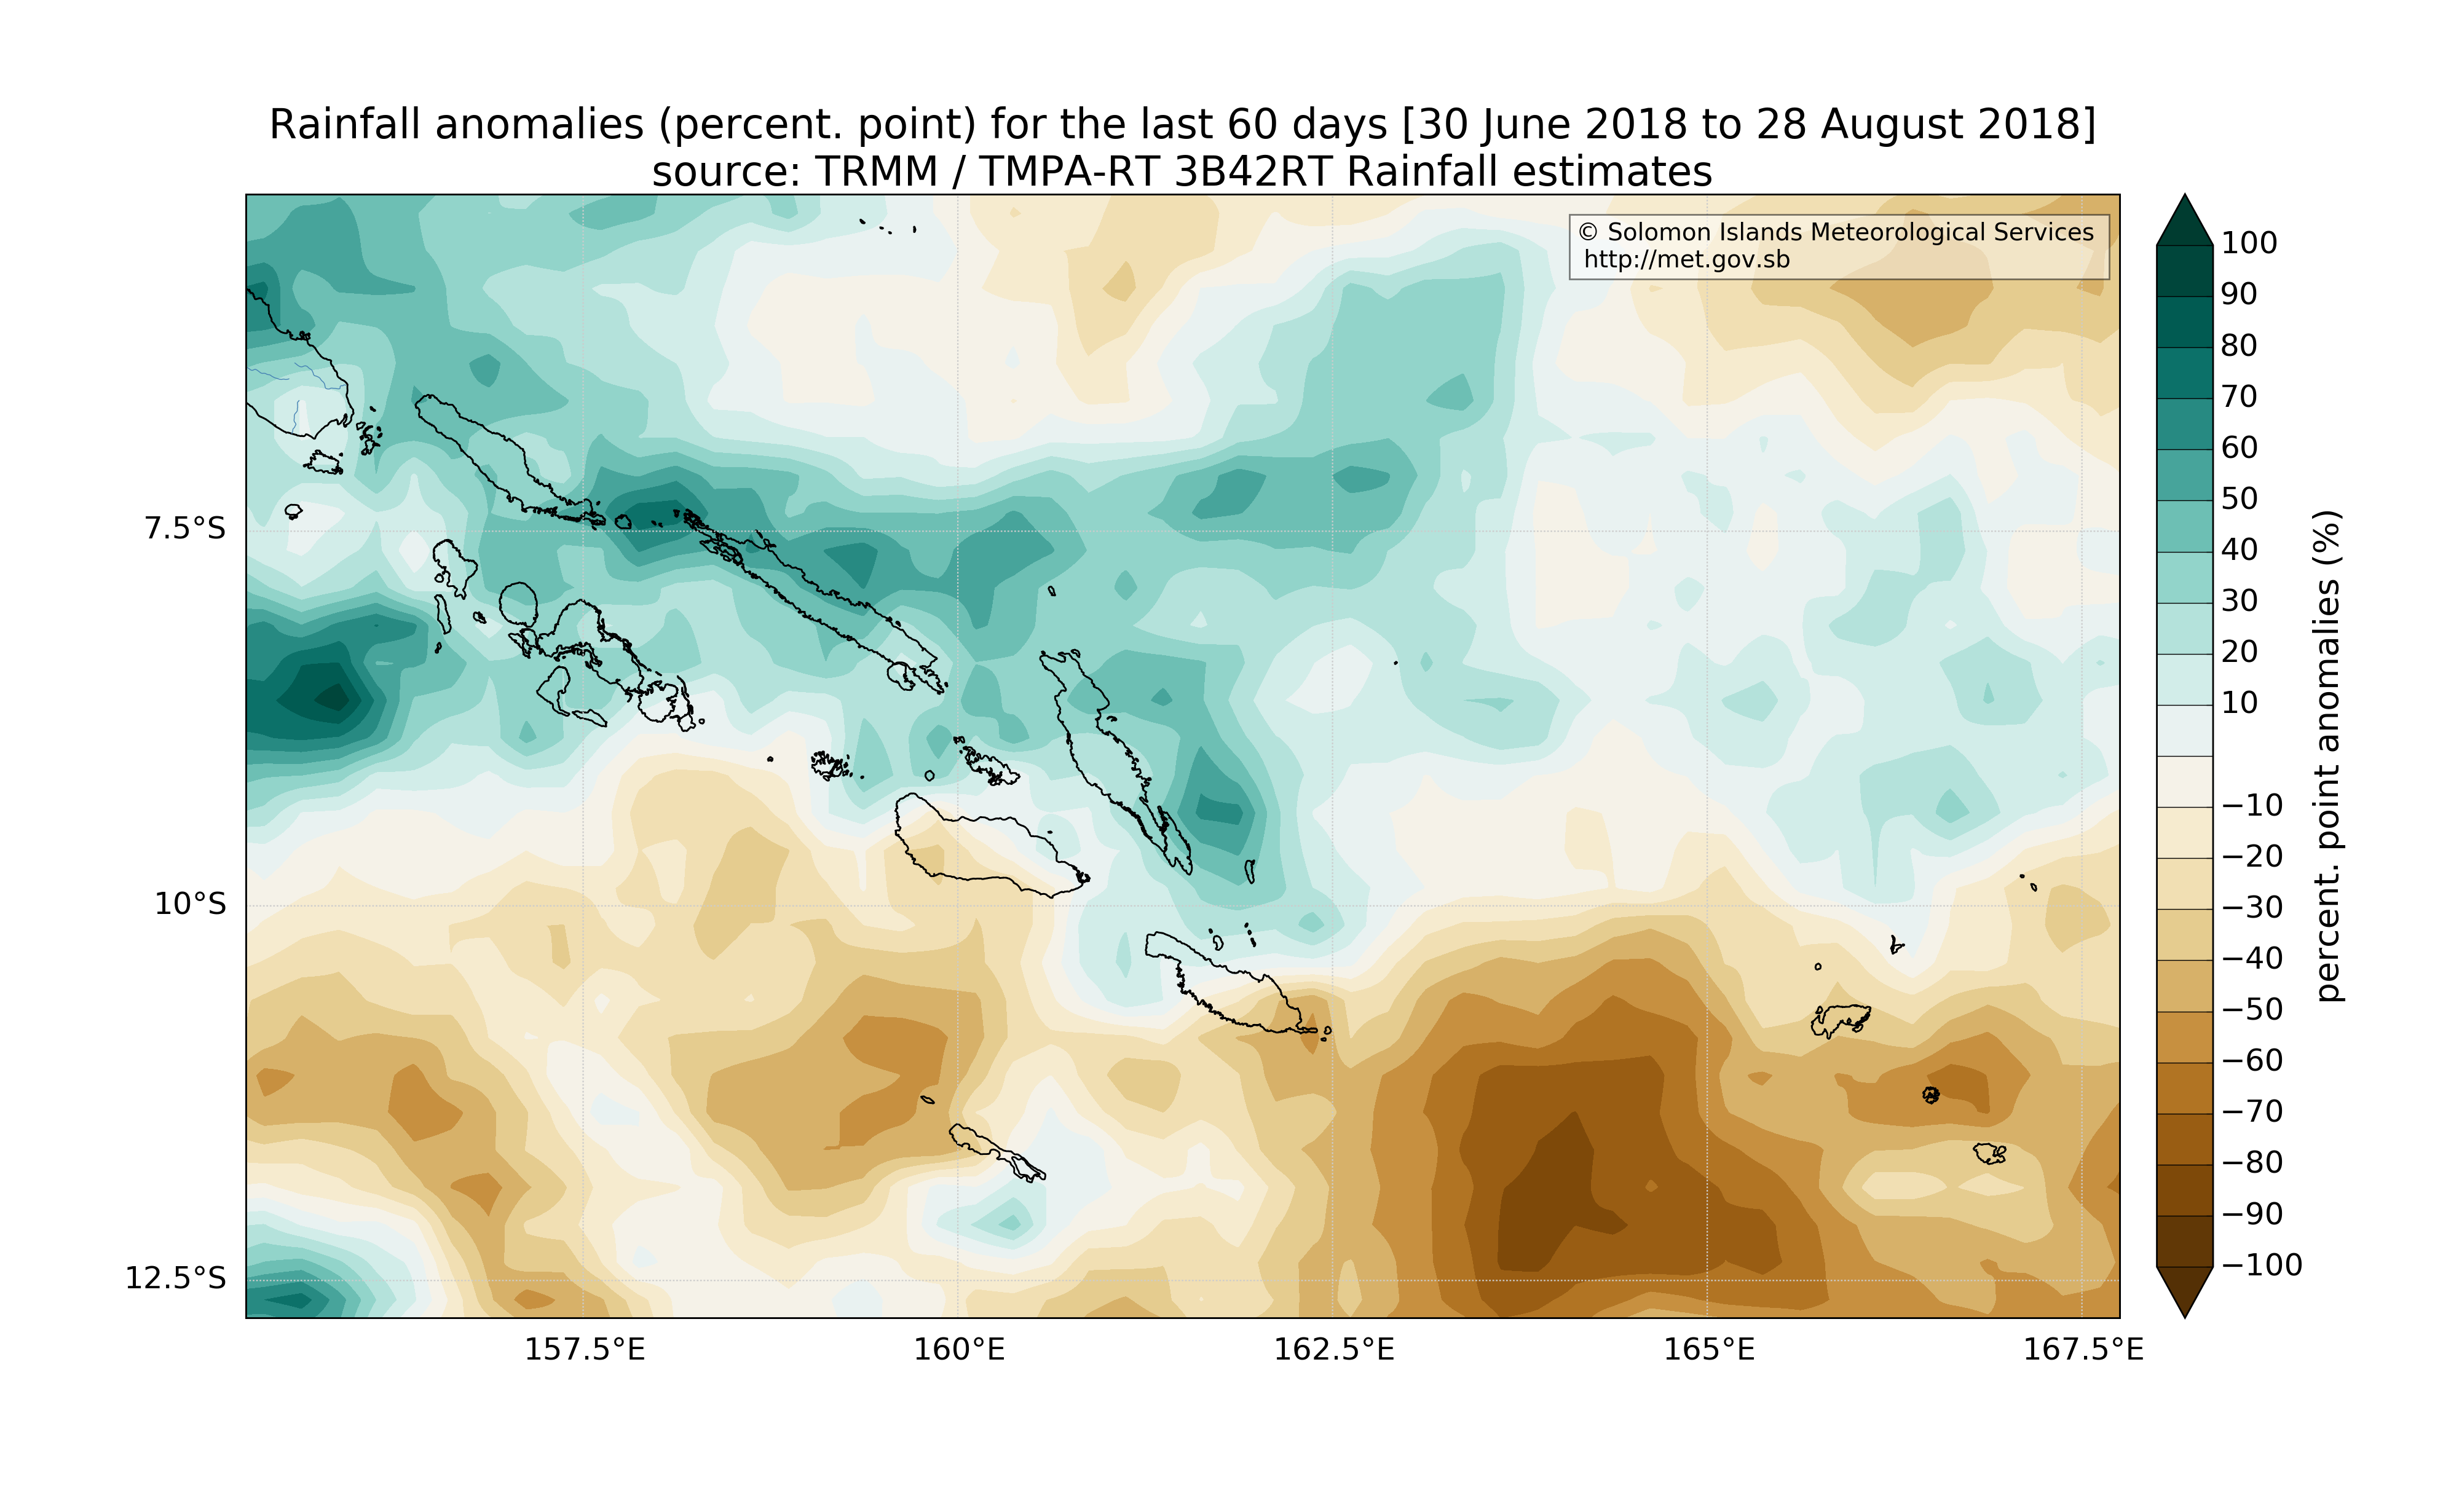 Rainfall anomalies (percent. point) for the last 60 days [30 June 2018 to 28 August 2018]
source: TRMM / TMPA-RT 3B42RT Rainfall estimates
© Solomon Islands Meteorological Services
http://met.gov.sb
7.5°S
10°S
12.5°S
157.5°E
160°E
162.5°E
165°E
167.5°E
100
90
80
70
60
50
40
30
20
10
−10
−20
−30
−40
−50
−60
−70
−80
−90
−100
percent. point anomalies (%)